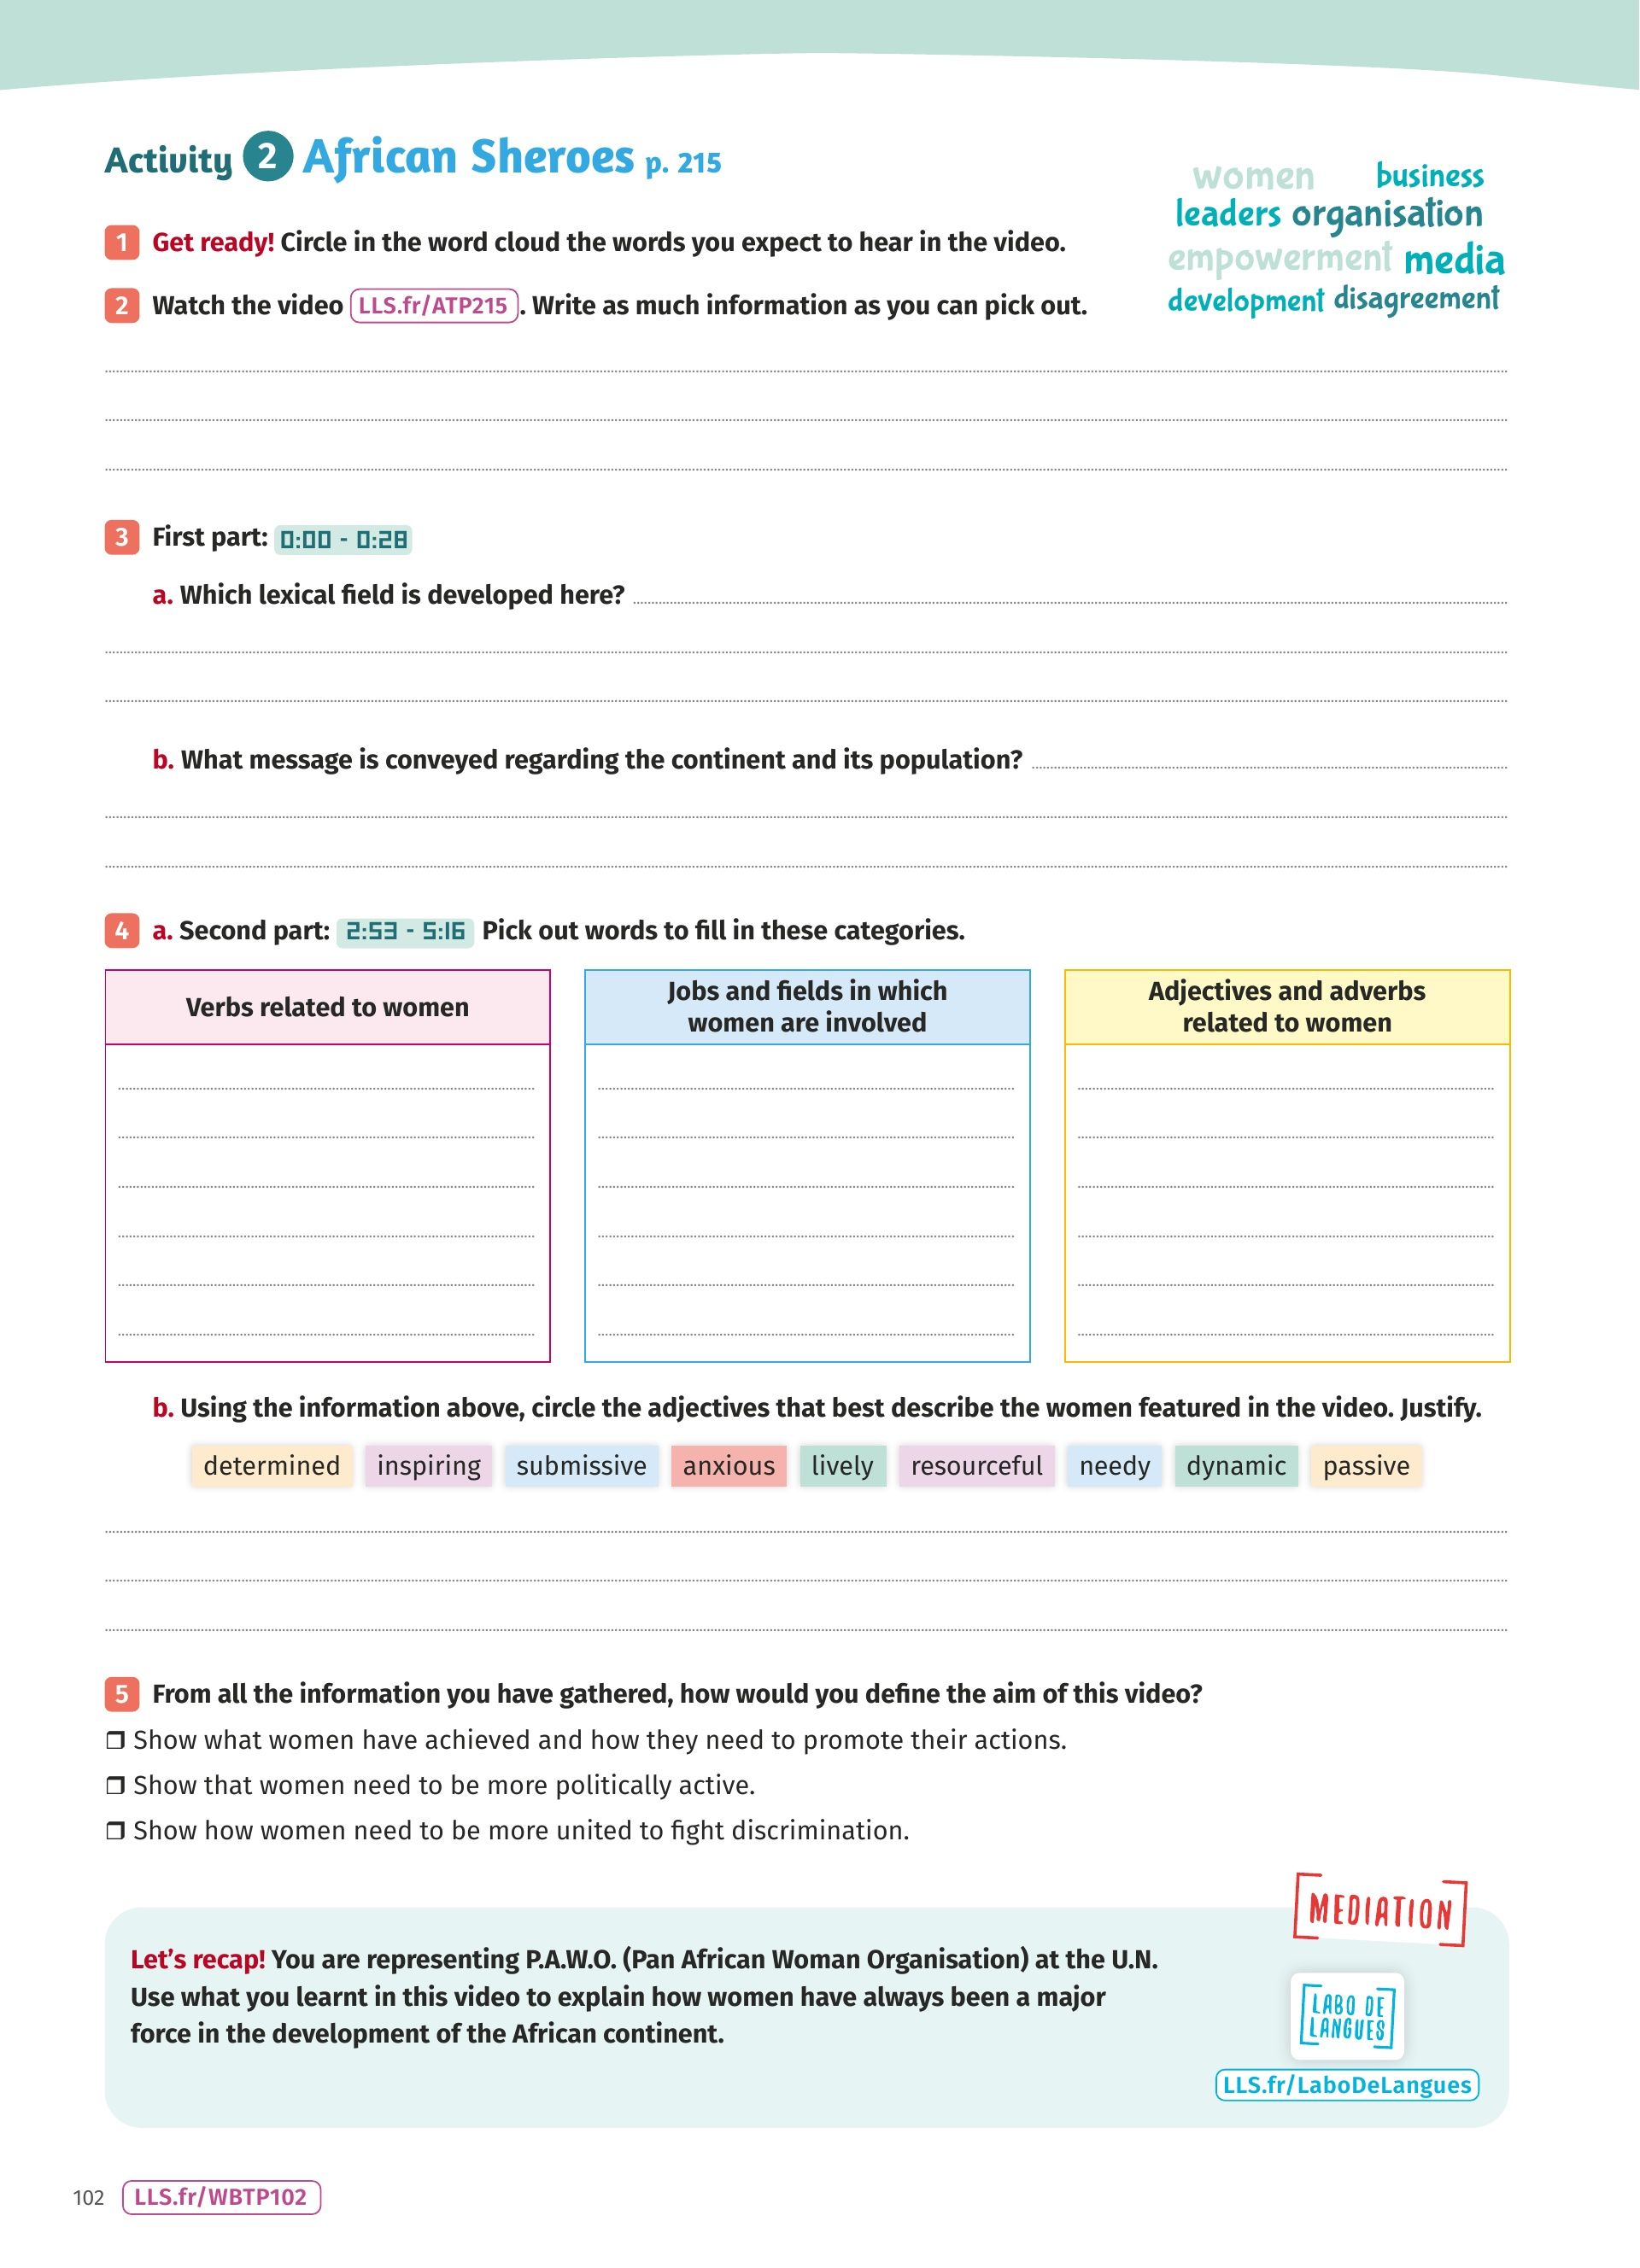 Activity 2 African Sheroes p. 215
women business
leaders organisation
empowerment media
development disagreement
1 Get ready! Circle in the word cloud the words you expect to hear in the video.
2 Watch the video LLS.fr/ATP215 . Write as much information as you can pick out.
3 First part: 0:00 - 0:28
a. Which lexical field is developed here?
b. What message is conveyed regarding the continent and its population?
4 a. Second part: 2:53 - 5:16 Pick out words to fill in these categories.
Verbs related to women
Jobs and fields in which
women are involved
Adjectives and adverbs
related to women
b. Using the information above, circle the adjectives that best describe the women featured in the video. Justify.
determined inspiring submissive anxious lively resourceful needy dynamic passive
5 From all the information you have gathered, how would you define the aim of this video?
❒ Show what women have achieved and how they need to promote their actions.
❒ Show that women need to be more politically active.
❒ Show how women need to be more united to fight discrimination.
MEDIATION
Let's recap! You are representing P.A.W.O. (Pan African Woman Organisation) at the U.N.
Use what you learnt in this video to explain how women have always been a major
force in the development of the African continent.
LABO DE
LANGUES
LLS.fr/LaboDeLangues
102 LLS.fr/WBTP102